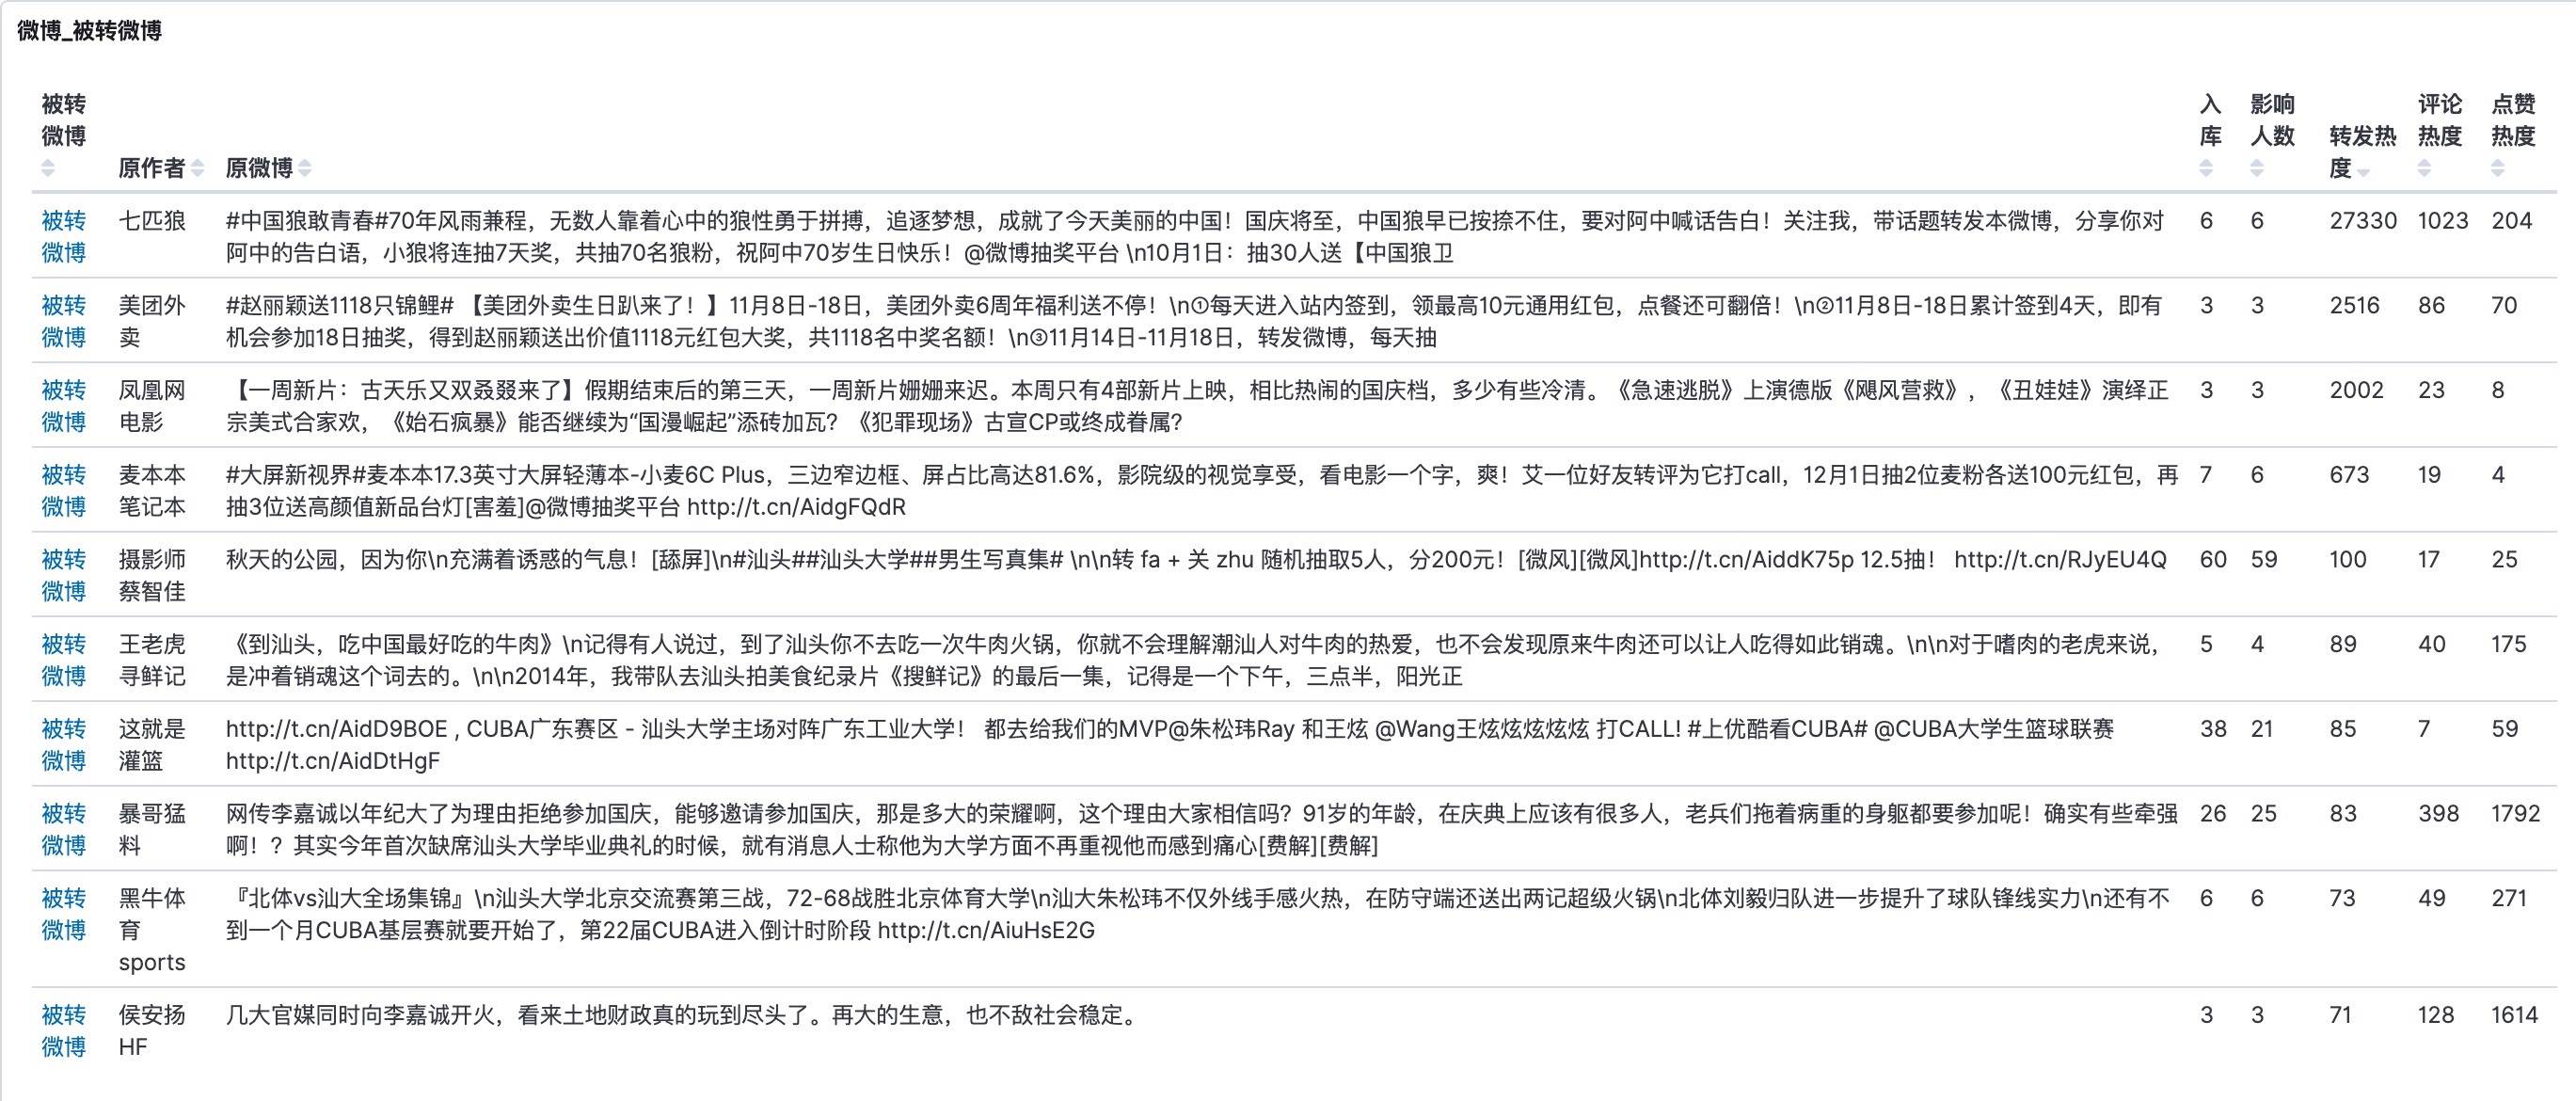 微博_被转微博
被转
微博
原作者
原微博
入
库
影响
人数
转发热
度
评论
热度
点赞
热度
被转
微博
七匹狼
#中国狼敢青春#70年风雨兼程，无数人靠着心中的狼性勇于拼搏，追逐梦想，成就了今天美丽的中国！国庆将至，中国狼早已按捺不住，要对阿中喊话告白！关注我，带话题转发本微博，分享你对
阿中的告白语，小狼将连抽7天奖，共抽70名狼粉，祝阿中70岁生日快乐！@微博抽奖平台 \n10月1日：抽30人送【中国狼卫
6
6
27330
1023
204
被转
微博
美团外
卖
#赵丽颖送1118只锦鲤# 【美团外卖生日趴来了！】11月8日-18日，美团外卖6周年福利送不停！\n①每天进入站内签到，领最高10元通用红包，点餐还可翻倍！\n②11月8日-18日累计签到4天，即有
机会参加18日抽奖，得到赵丽颖送出价值1118元红包大奖，共1118名中奖名额！\n③11月14日-11月18日，转发微博，每天抽
3
3
2516
86
70
被转
微博
凤凰网
电影
【一周新片：古天乐又双叒叕来了】假期结束后的第三天，一周新片姗姗来迟。本周只有4部新片上映，相比热闹的国庆档，多少有些冷清。《急速逃脱》上演德版《飓风营救》，《丑娃娃》演绎正
宗美式合家欢，《始石疯暴》能否继续为“国漫崛起”添砖加瓦？《犯罪现场》古宣CP或终成眷属？
3
3
2002
23
8
被转
微博
麦本本
笔记本
#大屏新视界#麦本本17.3英寸大屏轻薄本-小麦6C Plus，三边窄边框、屏占比高达81.6%，影院级的视觉享受，看电影一个字，爽！艾一位好友转评为它打call，12月1日抽2位麦粉各送100元红包，再
抽3位送高颜值新品台灯[害羞]@微博抽奖平台 http://t.cn/AidgFQdR
7
6
673
19
4
被转
微博
摄影师
蔡智佳
秋天的公园，因为你\n充满着诱惑的气息！[舔屏]\n#汕头##汕头大学##男生写真集# \n\n转 fa + 关 zhu 随机抽取5人，分200元！[微风][微风]http://t.cn/AiddK75p 12.5抽！ http://t.cn/RJyEU4Q
60
59
100
17
25
被转
微博
王老虎
寻鲜记
《到汕头，吃中国最好吃的牛肉》\n记得有人说过，到了汕头你不去吃一次牛肉火锅，你就不会理解潮汕人对牛肉的热爱，也不会发现原来牛肉还可以让人吃得如此销魂。\n\n对于嗜肉的老虎来说，
是冲着销魂这个词去的。\n\n2014年，我带队去汕头拍美食纪录片《搜鲜记》的最后一集，记得是一个下午，三点半，阳光正
5
4
89
40
175
被转
微博
这就是
灌篮
http://t.cn/AidD9BOE , CUBA广东赛区 - 汕头大学主场对阵广东工业大学！ 都去给我们的MVP@朱松玮Ray 和王炫 @Wang王炫炫炫炫炫 打CALL! #上优酷看CUBA# @CUBA大学生篮球联赛
http://t.cn/AidDtHgF
38
21
85
7
59
被转
微博
暴哥猛
料
网传李嘉诚以年纪大了为理由拒绝参加国庆，能够邀请参加国庆，那是多大的荣耀啊，这个理由大家相信吗？91岁的年龄，在庆典上应该有很多人，老兵们拖着病重的身躯都要参加呢！确实有些牵强
啊！？其实今年首次缺席汕头大学毕业典礼的时候，就有消息人士称他为大学方面不再重视他而感到痛心[费解][费解]
26
25
83
398
1792
被转
微博
黑牛体
育
sports
『北体vs汕大全场集锦』\n汕头大学北京交流赛第三战，72-68战胜北京体育大学\n汕大朱松玮不仅外线手感火热，在防守端还送出两记超级火锅\n北体刘毅归队进一步提升了球队锋线实力\n还有不
到一个月CUBA基层赛就要开始了，第22届CUBA进入倒计时阶段 http://t.cn/AiuHsE2G
6
6
73
49
271
被转
微博
侯安扬
HF
几大官媒同时向李嘉诚开火，看来土地财政真的玩到尽头了。再大的生意，也不敌社会稳定。
3
3
71
128
1614